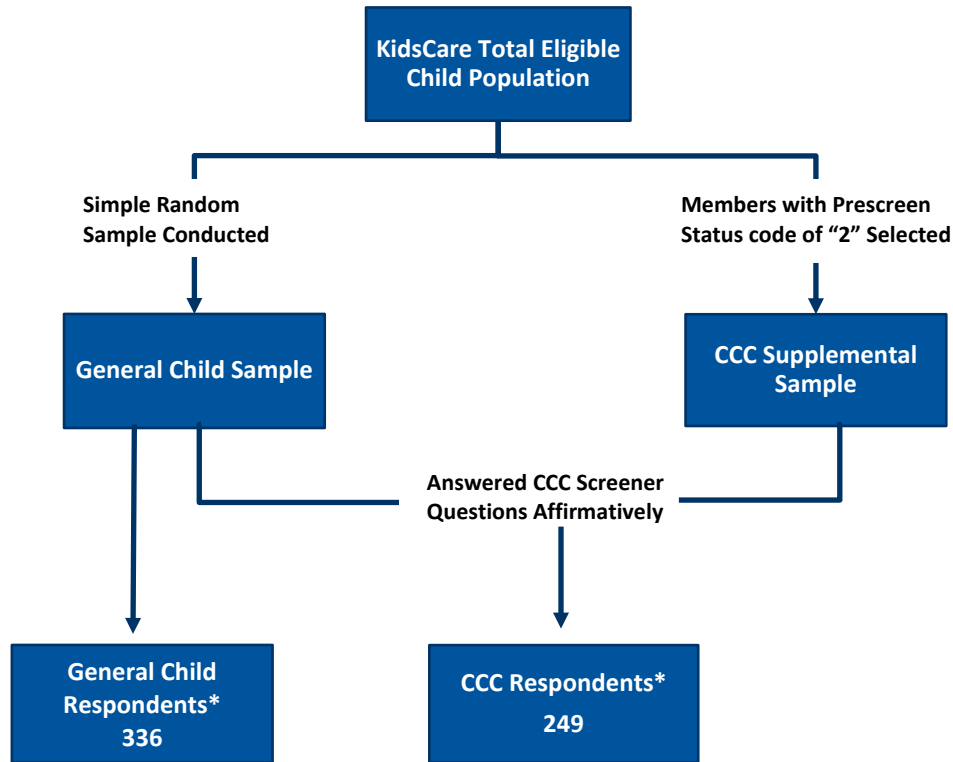 KidsCare Total Eligible
Child Population
Simple Random
Sample Conducted
Members with Prescreen
Status code of “2” Selected
General Child Sample
CCC Supplemental
Sample
Answered CCC Screener
Questions Affirmatively
General Child
Respondents*
336
CCC Respondents*
249